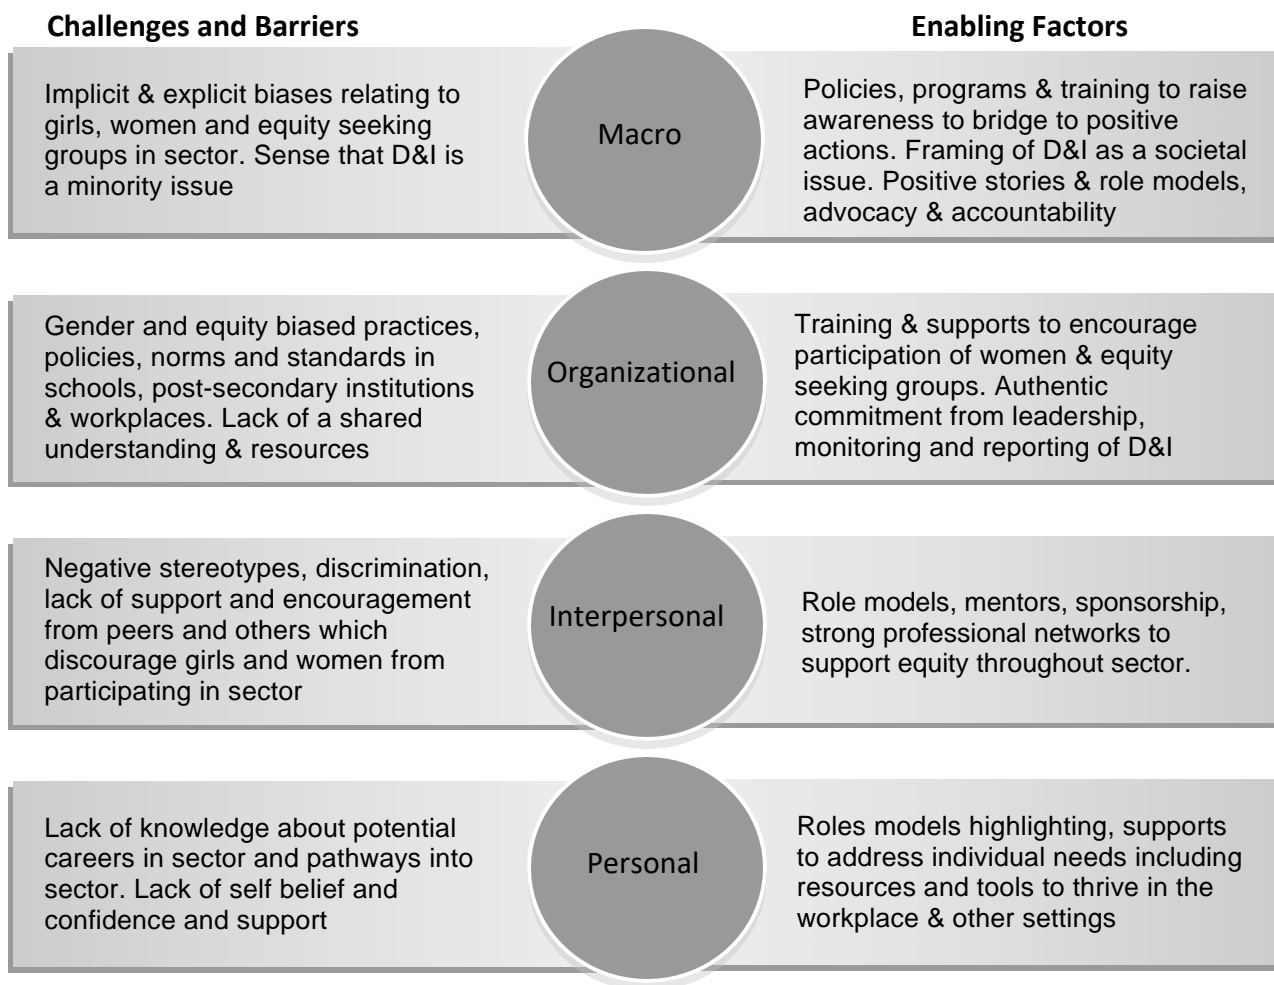 Challenges and Barriers
Enabling Factors
Implicit & explicit biases relating to
girls, women and equity seeking
groups in sector. Sense that D&I is
a minority issue
Macro
Policies, programs & training to raise
awareness to bridge to positive
actions. Framing of D&I as a societal
issue. Positive stories & role models,
advocacy & accountability
Gender and equity biased practices,
policies, norms and standards in
schools, post-secondary institutions
& workplaces. Lack of a shared
understanding & resources
Organizational
Training & supports to encourage
participation of women & equity
seeking groups. Authentic
commitment from leadership,
monitoring and reporting of D&I
Negative stereotypes, discrimination,
lack of support and encouragement
from peers and others which
discourage girls and women from
participating in sector
Interpersonal
Role models, mentors, sponsorship,
strong professional networks to
support equity throughout sector.
Lack of knowledge about potential
careers in sector and pathways into
sector. Lack of self belief and
confidence and support
Personal
Roles models highlighting, supports
to address individual needs including
resources and tools to thrive in the
workplace & other settings